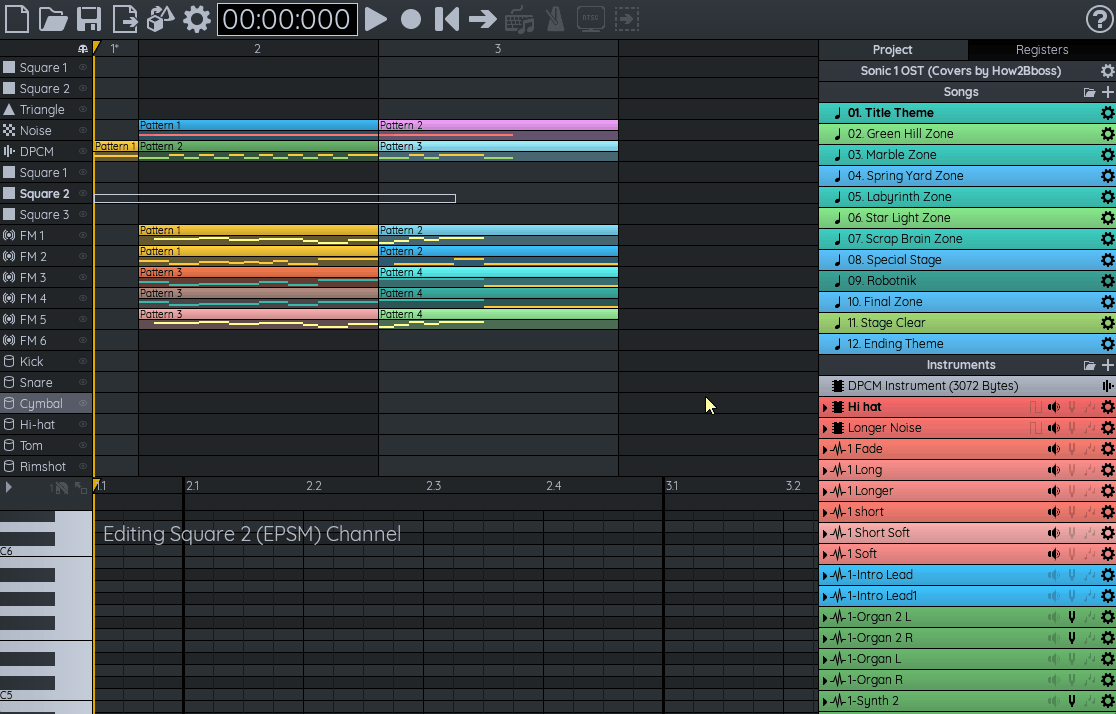 00:00:000
DTSG
1* 2 3
Square 1
Square 2
Triangle
Noise
DPCM
Square 1
Square 2
Square 3
FM 1
FM 2
FM 3
FM 4
FM 5
FM 6
Kick
Snare
Cymbal
Hi-hat
Tom
Rimshot
Pattern 1 Pattern 2
Pattern 1 Pattern 2 Pattern 3
Pattern 1 Pattern 2
Pattern 1 Pattern 2
Pattern 3 Pattern 4
Pattern 3 Pattern 4
Pattern 3 Pattern 4
1.1 2.1 2.2 2.3 2.4 3.1 3.2
Editing Square 2 (EPSM) Channel
C6
C5
Project Registers
Sonic 1 OST (Covers by How2Bboss)
Songs
01. Title Theme
02. Green Hill Zone
03. Marble Zone
04. Spring Yard Zone
05. Labyrinth Zone
06. Star Light Zone
07. Scrap Brain Zone
08. Special Stage
09. Robotnik
10. Final Zone
11. Stage Clear
12. Ending Theme
Instruments
DPCM Instrument (3072 Bytes)
Hi hat
Longer Noise
1 Fade
1 Long
1 Longer
1 short
1 Short Soft
1 Soft
1-Intro Lead
1-Intro Lead1
1-Organ 2 L
1-Organ 2 R
1-Organ L
1-Organ R
1-Synth 2